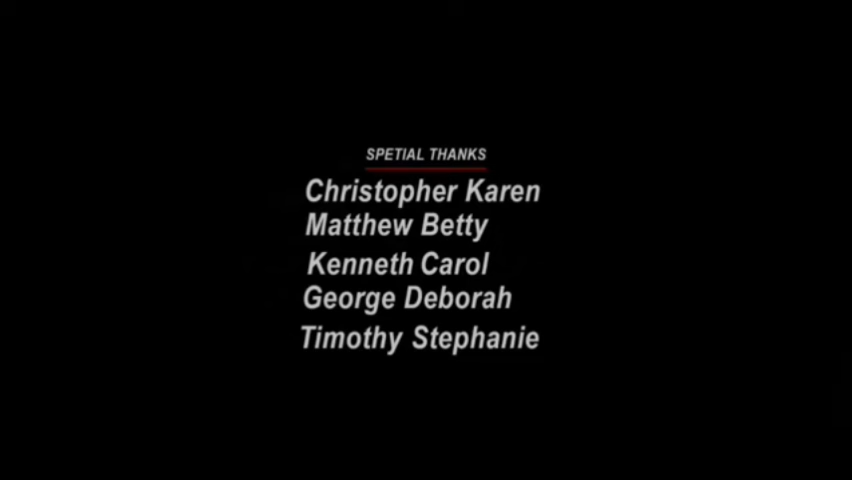 SPETIAL THANKS
Christopher Karen
Matthew Betty
Kenneth Carol
George Deborah
Timothy Stephanie